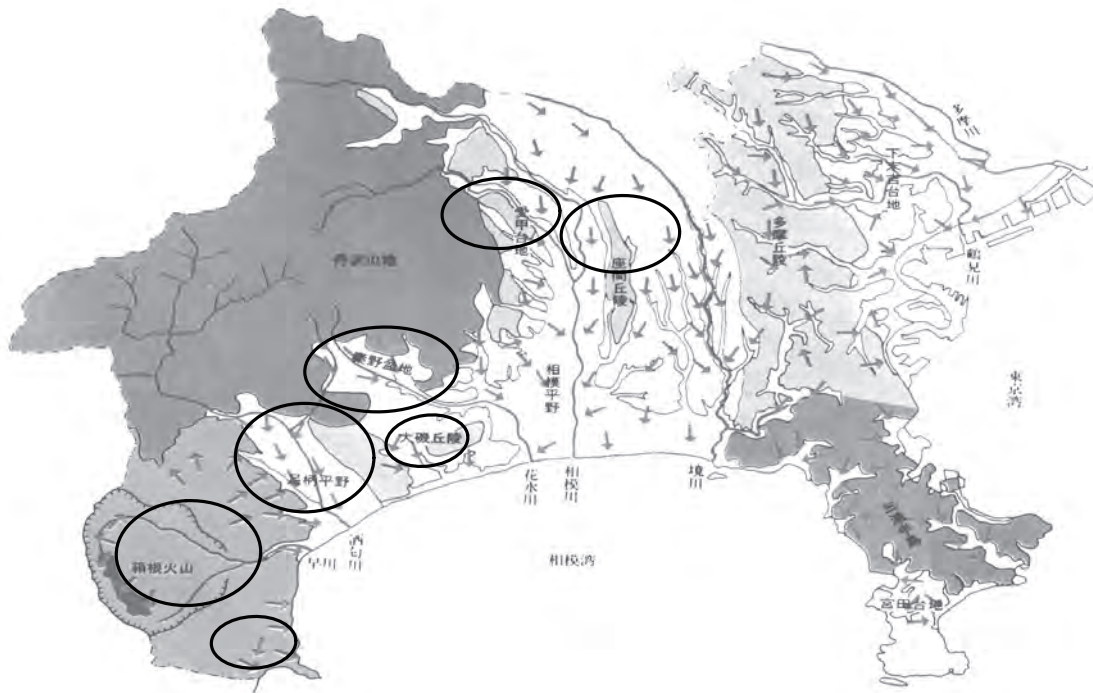 多摩川
下末吉台地
鶴見川
多摩丘陵
愛甲台地
座間丘陵
丹沢山地
秦野盆地
相模平野
東京湾
大磯丘陵
足柄平野
花水川
相模川
境川
酒匂川
早川
箱根火山
相模湾
三浦半島
宮田台地